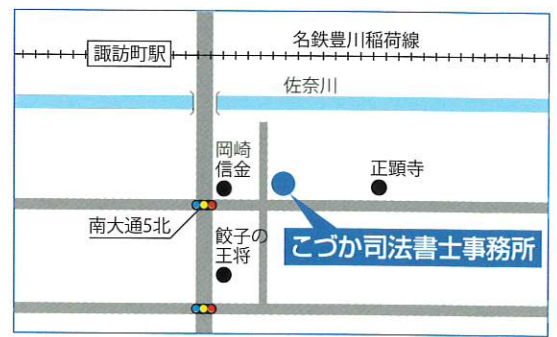 名鉄豊川稲荷線
諏訪町駅
佐奈川
岡崎
信金
正顕寺
南大通5北
餃子の
王将
こづか司法書士事務所